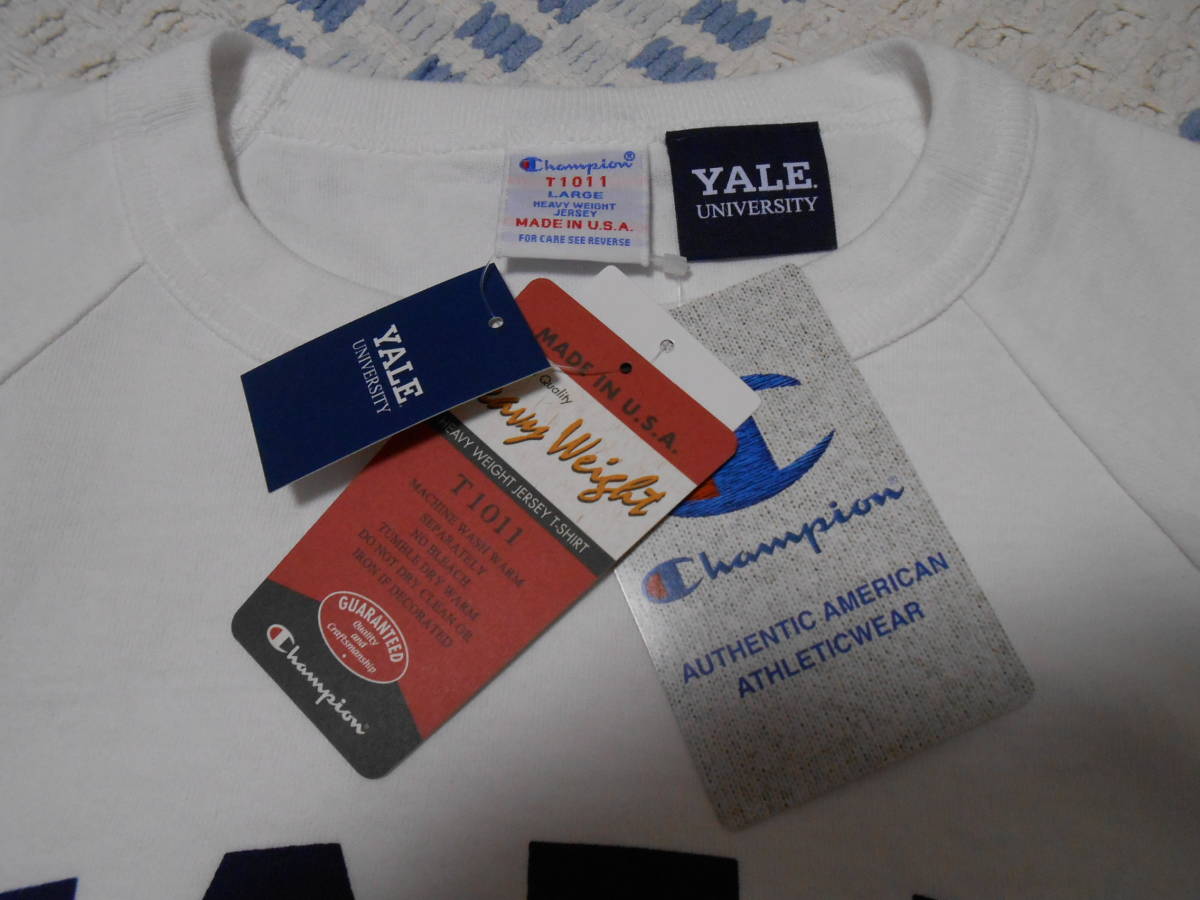 Champion®
T1011
LARGE
HEAVY WEIGHT
JERSEY
MADE IN U.S.A.
FOR CARE SEE REVERSE
YALE.
UNIVERSITY
YALE.
UNIVERSITY
MADE IN U.S.A.
Quality
Weight
HEAVY WEIGHT JERSEY T-SHIRT
T1011
MACHINE WASH WARM
SEPARATELY
NO BLEACH
TUMBLE DRY WARM
DO NOT DRY CLEAN OR
IRON IF DECORATED
GUARANTEED
Quality
and
Craftsmanship
Champion®
Champion®
AUTHENTIC AMERICAN
ATHLETICWEAR